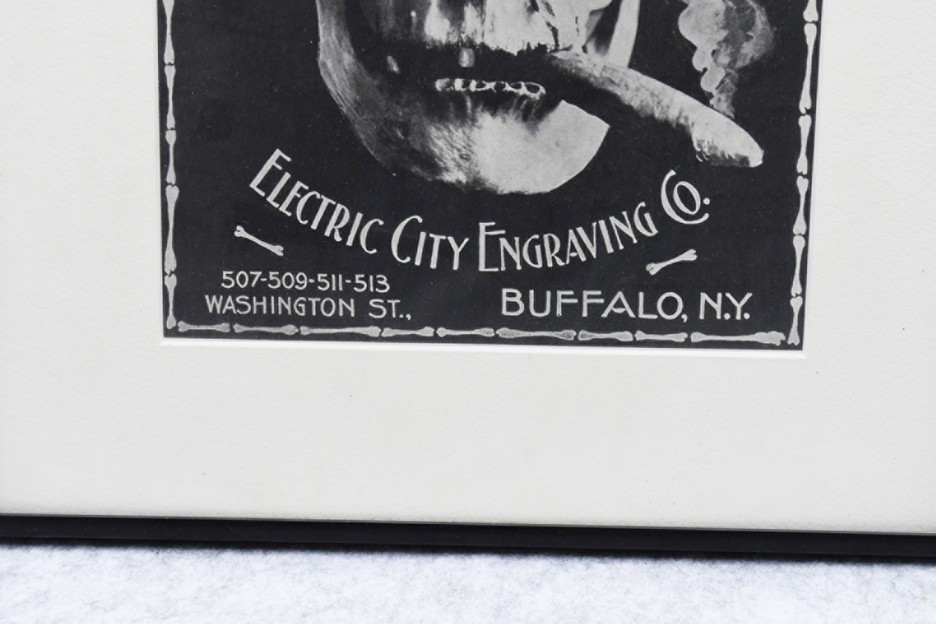 ELECTRIC CITY ENGRAVING CO.
507-509-511-513
WASHINGTON ST.,
BUFFALO, N.Y.